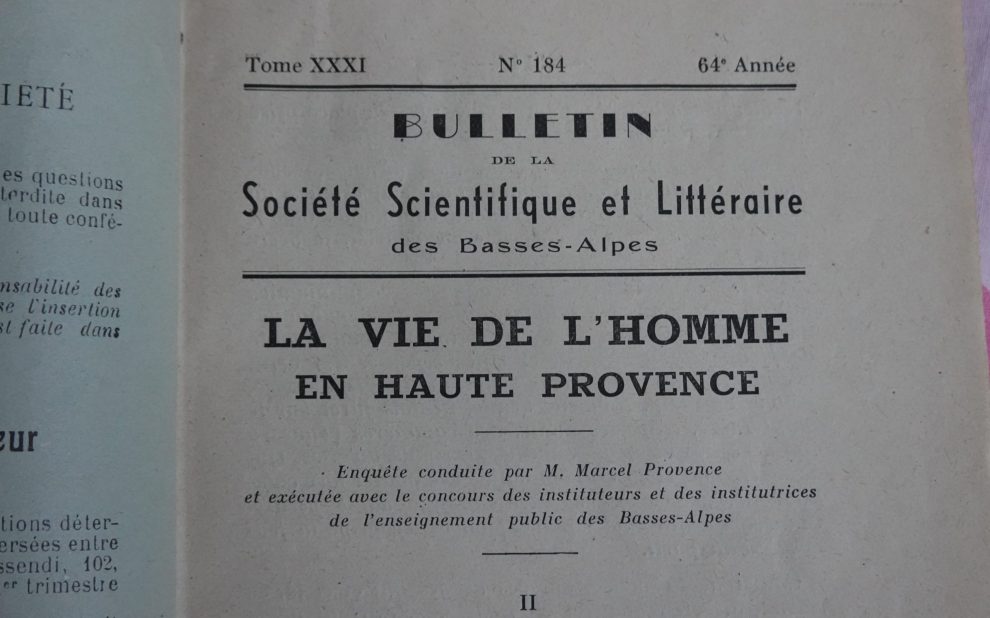 IETÉ
es questions
terdite dans
toute confé-
nsabilité des
se l'insertion
st faite dans
eur
tions déter-
ersées entre
ssendi, 102,
er trimestre
Tome XXXI N° 184 64e Année
BULLETIN
DE LA
Société Scientifique et Littéraire
des Basses-Alpes
LA VIE DE L'HOMME
EN HAUTE PROVENCE
Enquête conduite par M. Marcel Provence
et exécutée avec le concours des instituteurs et des institutrices
de l'enseignement public des Basses-Alpes
II